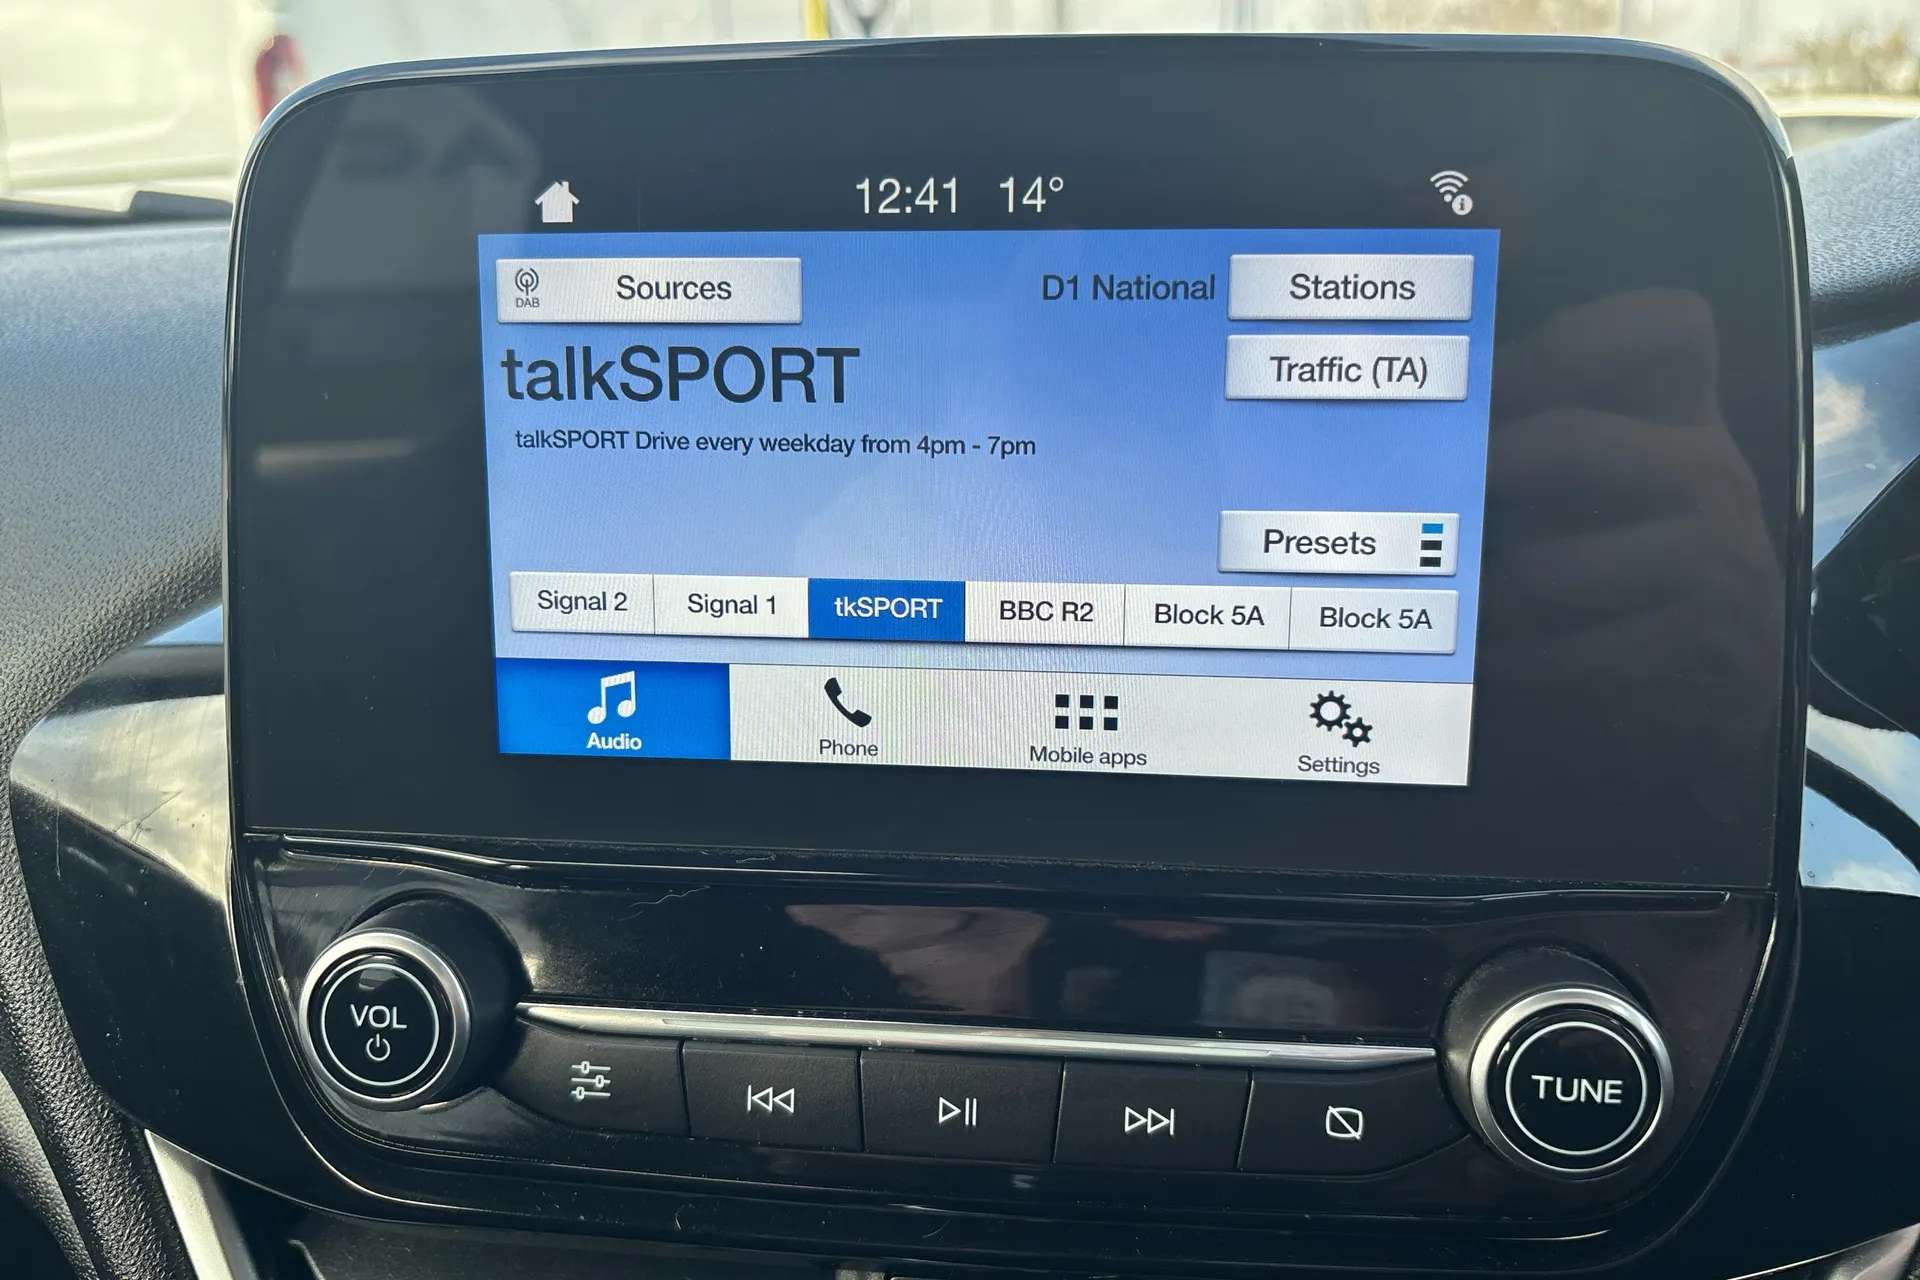 12:41 14°
DAB
Sources
D1 National
Stations
talkSPORT
Traffic (TA)
talkSPORT Drive every weekday from 4pm - 7pm
Presets
Signal 2
Signal 1
tkSPORT
BBC R2
Block 5A
Block 5A
Audio
Phone
Mobile apps
Settings
VOL
TUNE